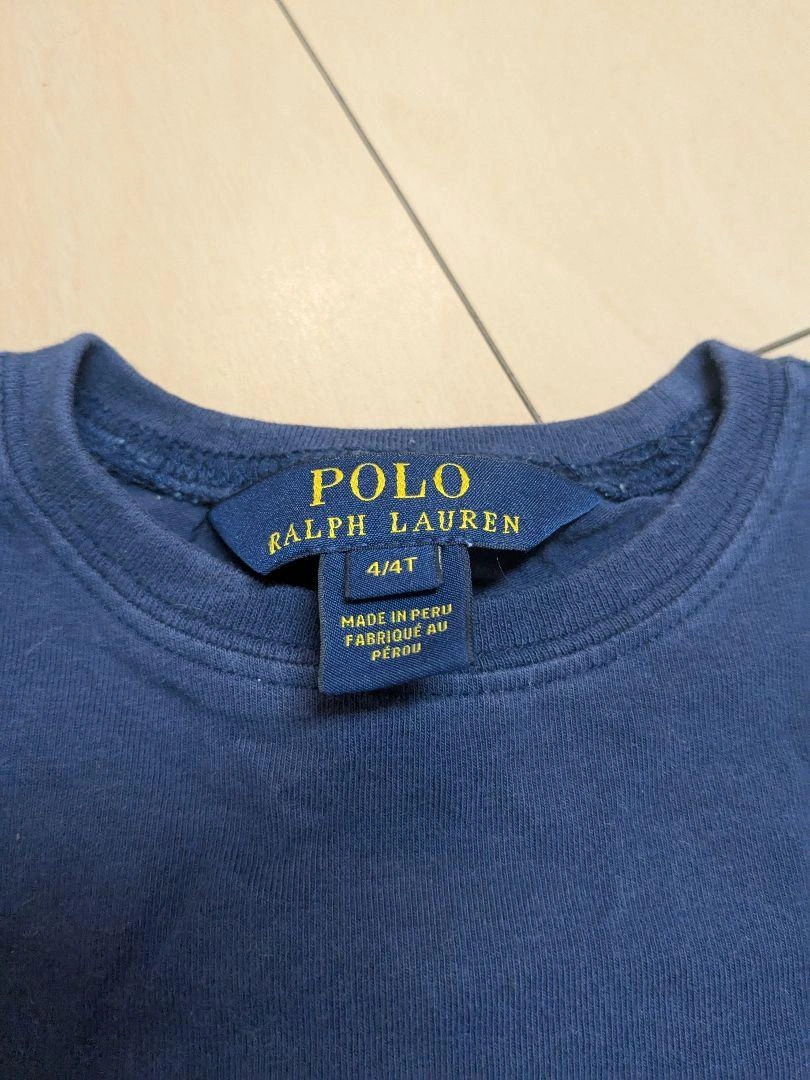 POLO
RALPH LAUREN
4/4T
MADE IN PERU
FABRIQUÉ AU
PÉROU